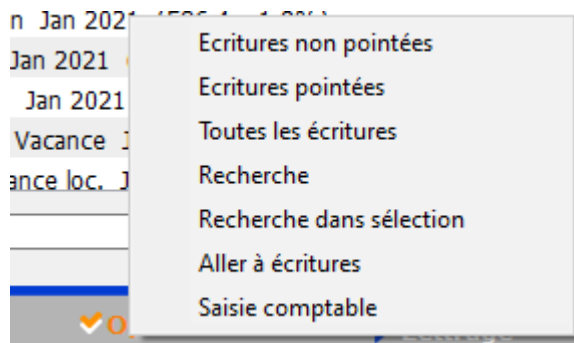 n Jan 2021
Jan 2021
Jan 2021
Vacance
ance loc.
Ecritures non pointées
Ecritures pointées
Toutes les écritures
Recherche
Recherche dans sélection
Aller à écritures
Saisie comptable